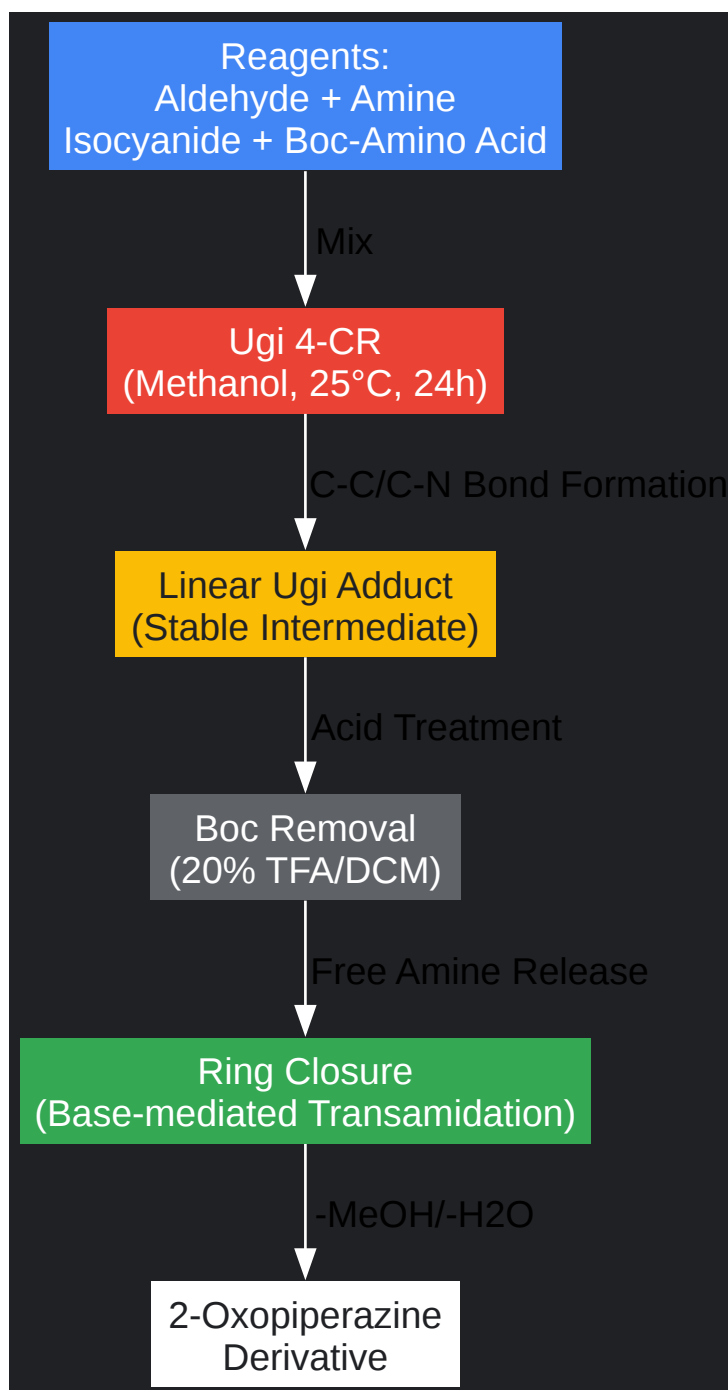 Reagents:
Aldehyde + Amine
Isocyanide + Boc-Amino Acid
Mix
Ugi 4-CR
(Methanol, 25°C, 24h)
C-C/C-N Bond Formation
Linear Ugi Adduct
(Stable Intermediate)
Acid Treatment
Boc Removal
(20% TFA/DCM)
Free Amine Release
Ring Closure
(Base-mediated Transamidation)
-MeOH/-H2O
2-Oxopiperazine
Derivative